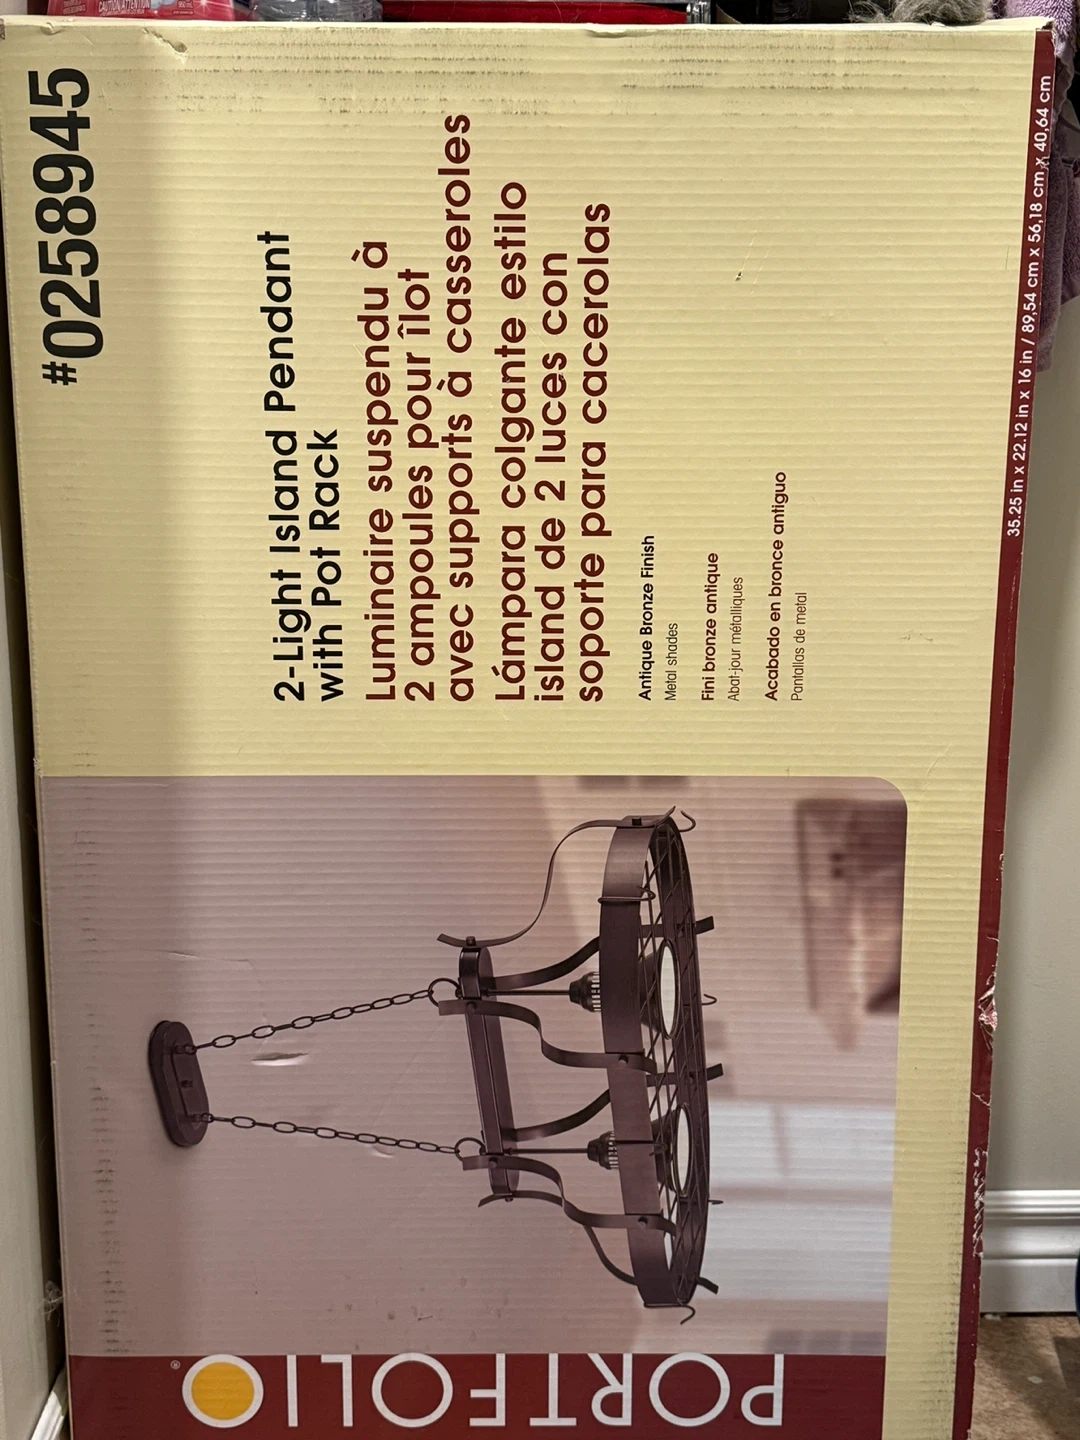 #0258945
2-Light Island Pendant
with Pot Rack
Luminaire suspendu à
2 ampoules pour îlot
avec supports à casseroles
Lámpara colgante estilo
island de 2 luces con
soporte para cacerolas
Antique Bronze Finish
Metal shades
Fini bronze antique
Abat-jour métalliques
Acabado en bronce antiguo
Pantallas de metal
35.25 in x 22.12 in x 16 in / 89,54 cm x 56,18 cm x 40,64 cm
PORTFOLIO®
CAUTION/ATTENTION